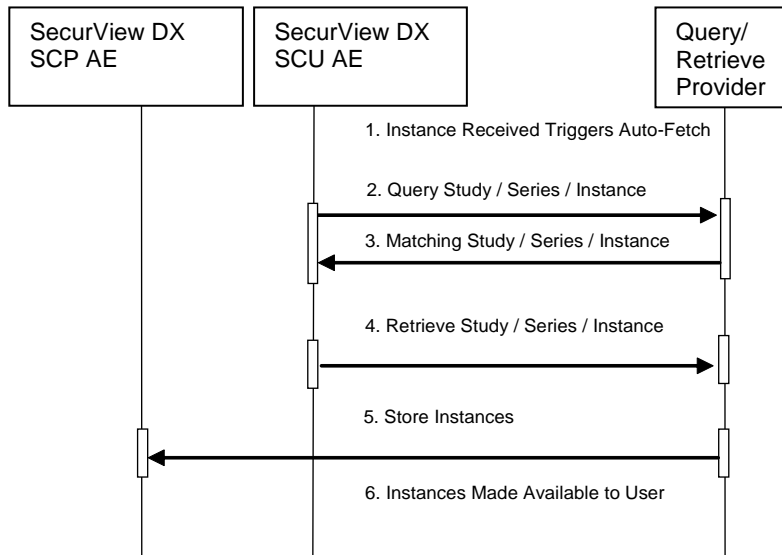 SecurView DX
SCP AE
SecurView DX
SCU AE
Query/
Retrieve
Provider
1. Instance Received Triggers Auto-Fetch
2. Query Study / Series / Instance
3. Matching Study / Series / Instance
4. Retrieve Study / Series / Instance
5. Store Instances
6. Instances Made Available to User